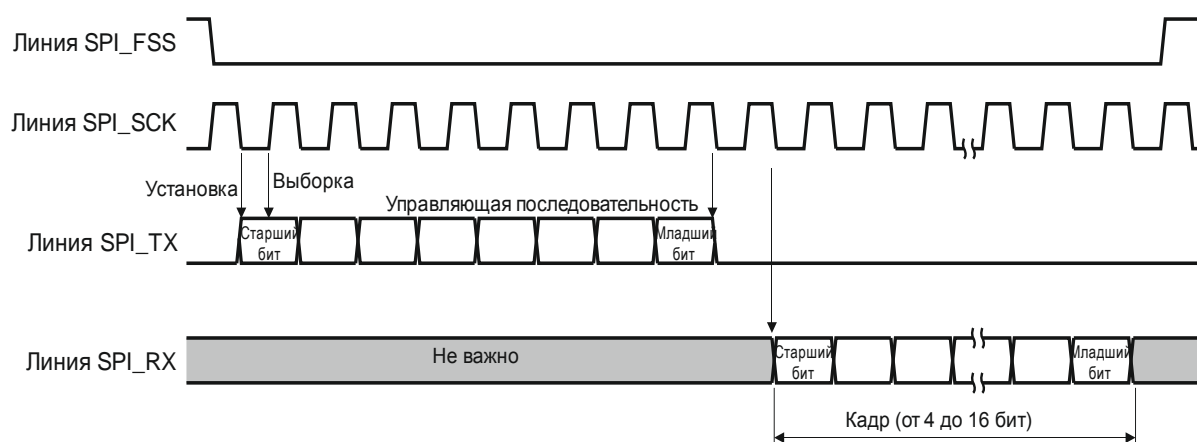 Линия SPI_FSS
Линия SPI_SCK
Установка
Выборка
Управляющая последовательность
Линия SPI_TX
Старший
бит
Младший
бит
Линия SPI_RX
Не важно
Старший
бит
Младший
бит
Кадр (от 4 до 16 бит)